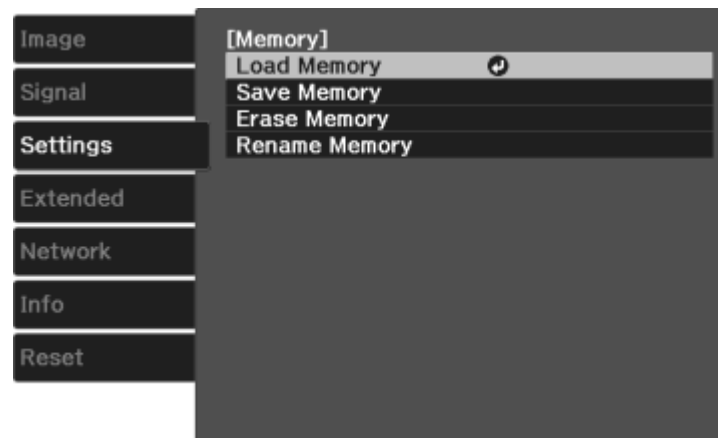 Image
Signal
Settings
Extended
Network
Info
Reset
[Memory]
Load Memory
Save Memory
Erase Memory
Rename Memory